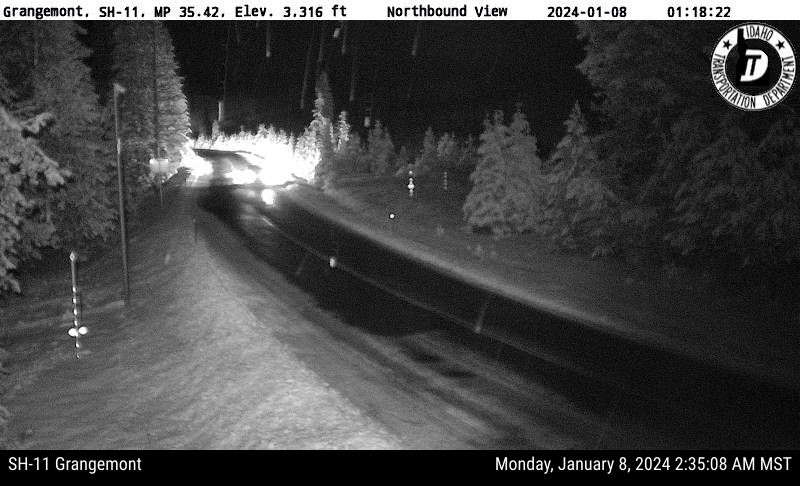 Grangemont, SH-11, MP 35.42, Elev. 3,316 ft Northbound View 2024-01-08 01:18:22
IDAHO
TRANSPORTATION DEPARTMENT
SH-11 Grangemont Monday, January 8, 2024 2:35:08 AM MST